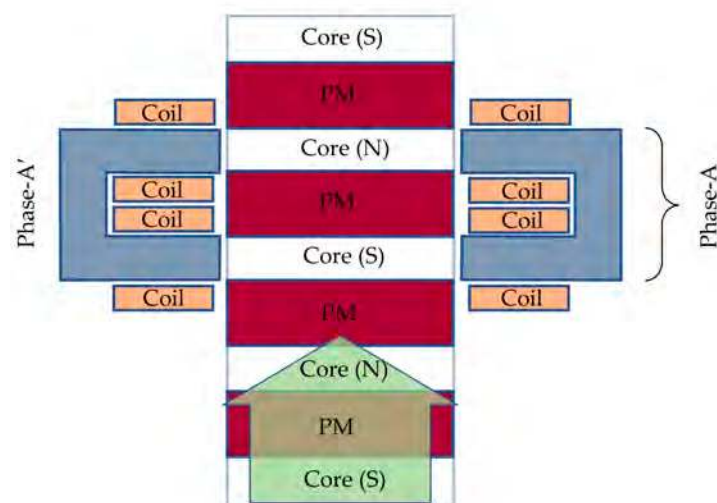 Core (S)
PM
Coil
Coil
Core (N)
Phase-A′
Coil
PM
Coil
Phase-A
Coil
Coil
Core (S)
Coil
PM
Coil
Core (N)
PM
Core (S)